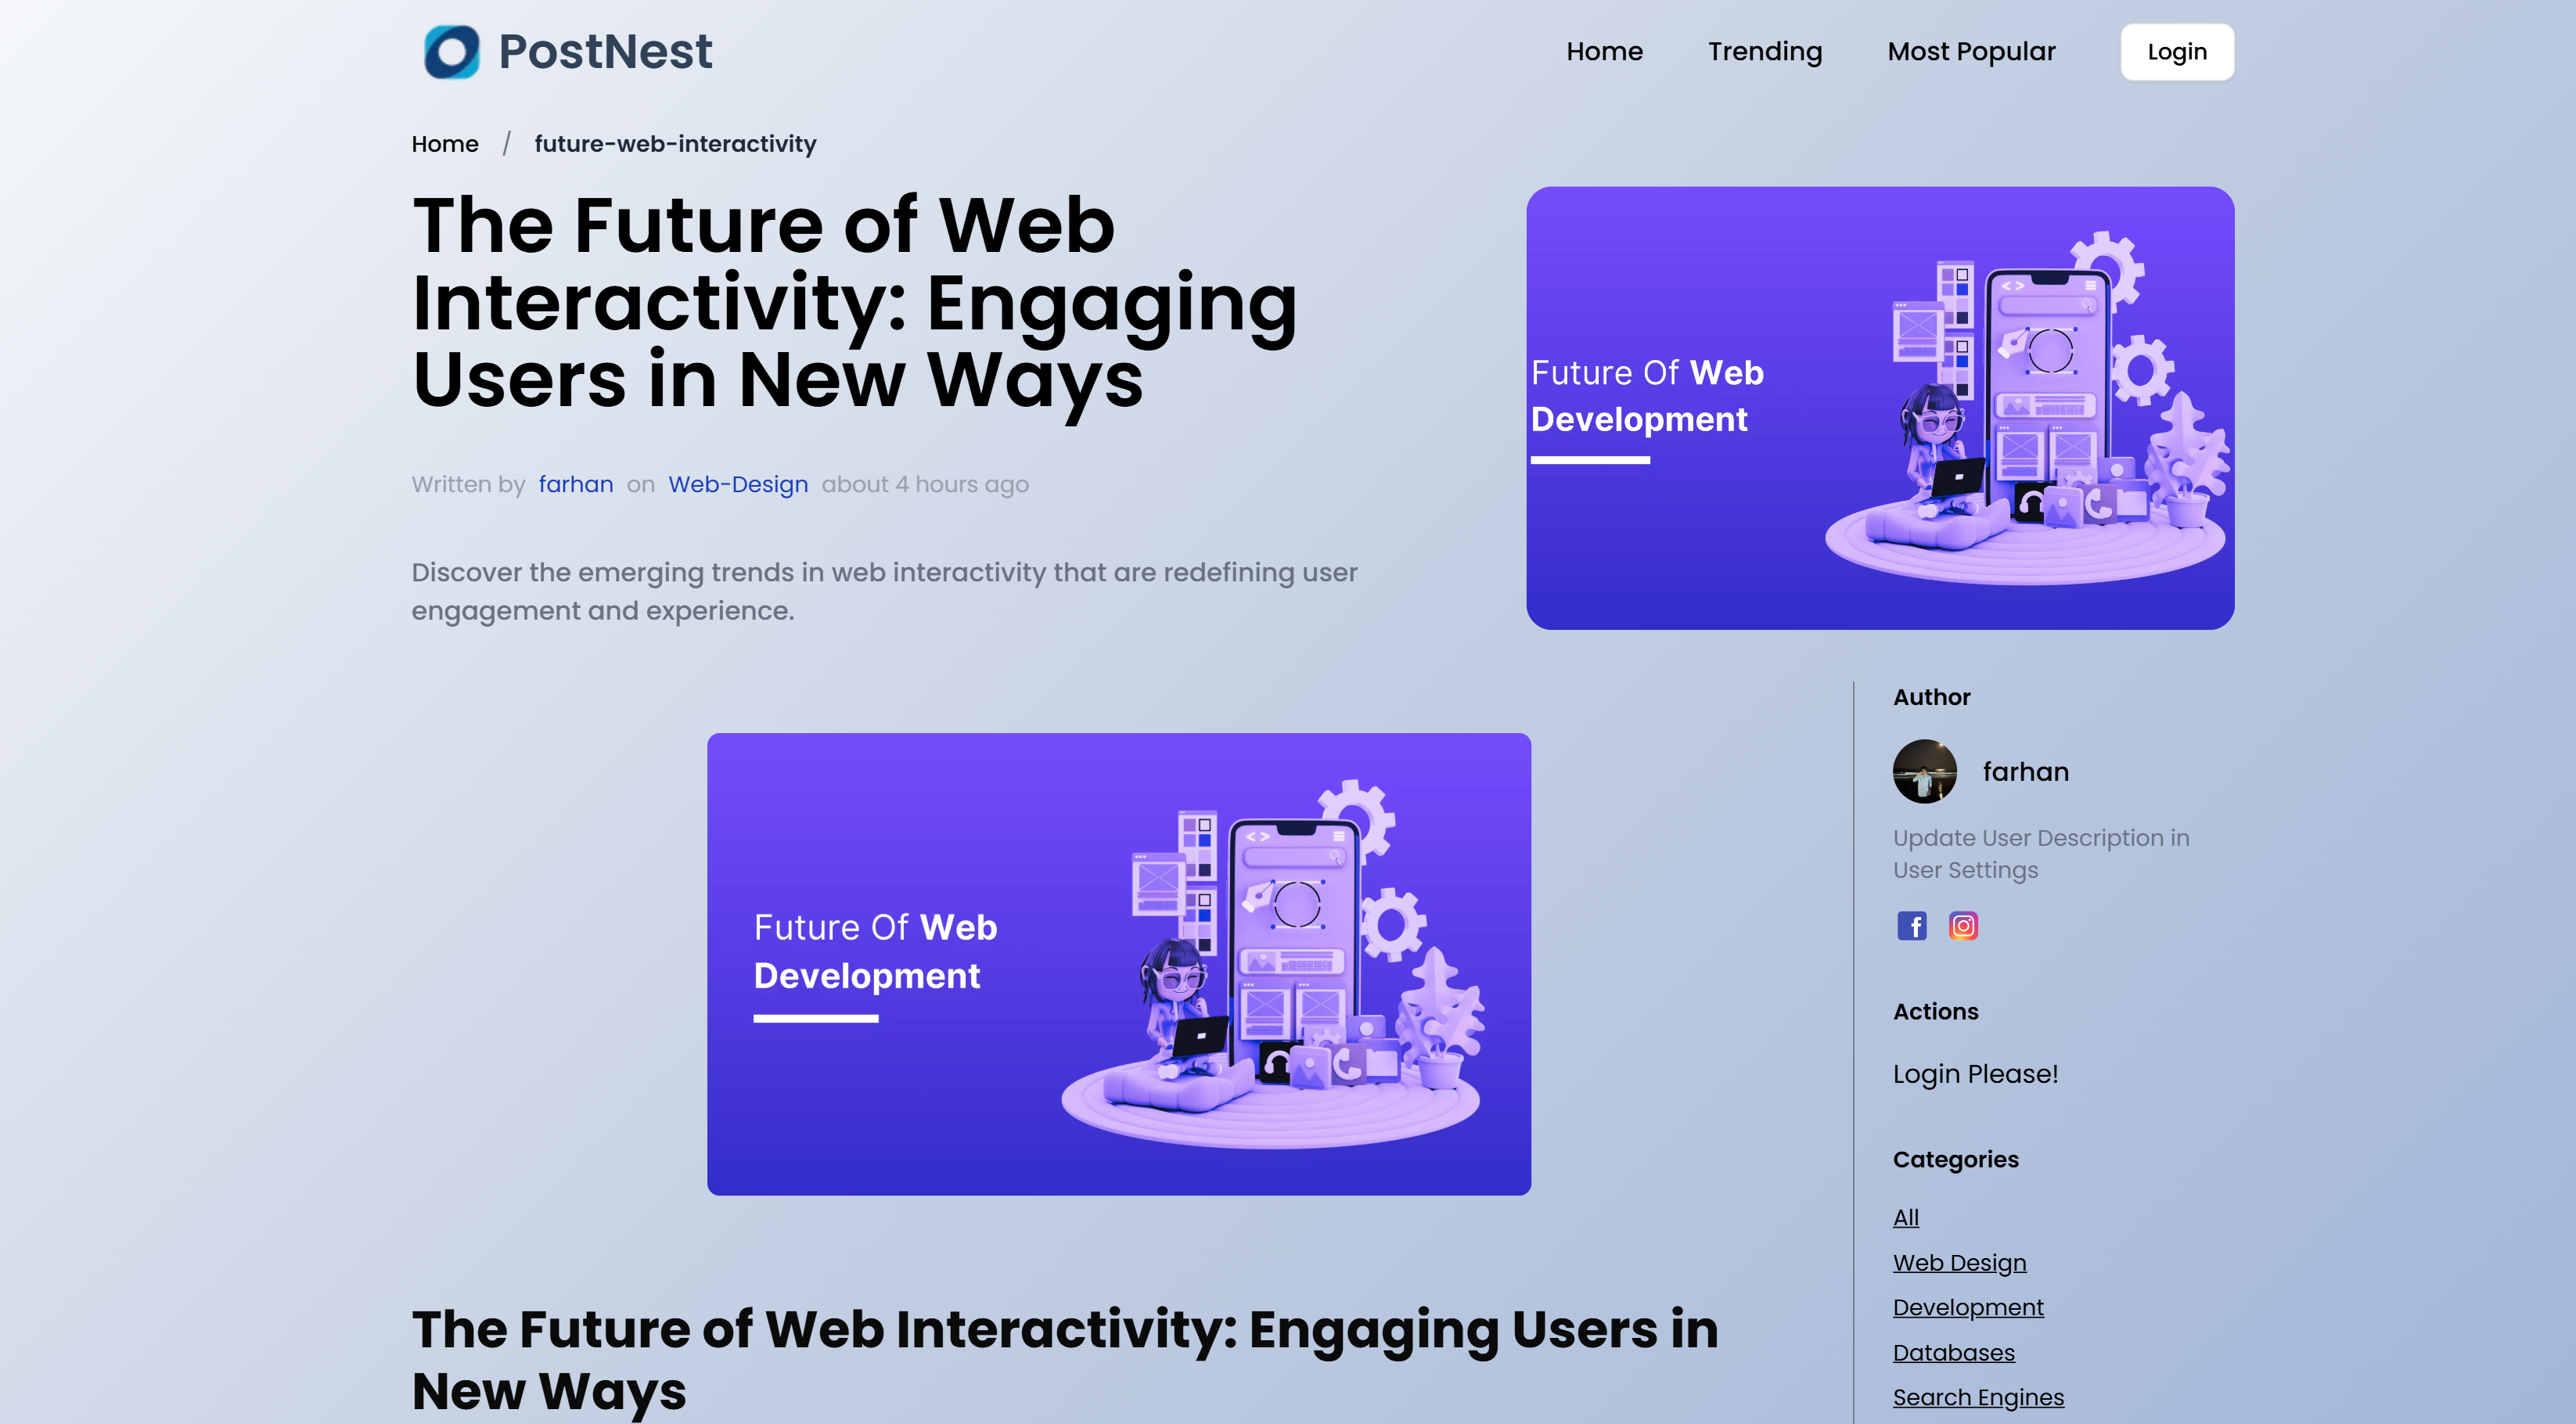 PostNest
Home
Trending
Most Popular
Login
Home / future-web-interactivity
The Future of Web
Interactivity: Engaging
Users in New Ways
Written by farhan on Web-Design about 4 hours ago
Discover the emerging trends in web interactivity that are redefining user
engagement and experience.
Future Of Web
Development
Future Of Web
Development
The Future of Web Interactivity: Engaging Users in
New Ways
Author
farhan
Update User Description in
User Settings
Actions
Login Please!
Categories
All
Web Design
Development
Databases
Search Engines